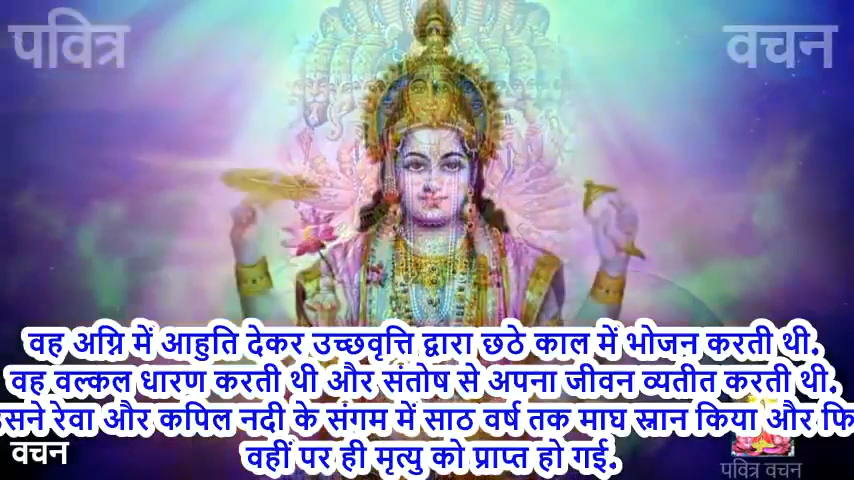 पवित्र वचन
वह अग्नि में आहुति देकर उच्छवृत्ति द्वारा छठे काल में भोजन करती थी.
वह वल्कल धारण करती थी और संतोष से अपना जीवन व्यतीत करती थी.
रेवा और कपिल नदी के संगम में साठ वर्ष तक माघ स्नान किया और
वहीं पर ही मृत्यु को प्राप्त हो गई.
वचन
पवित्र वचन